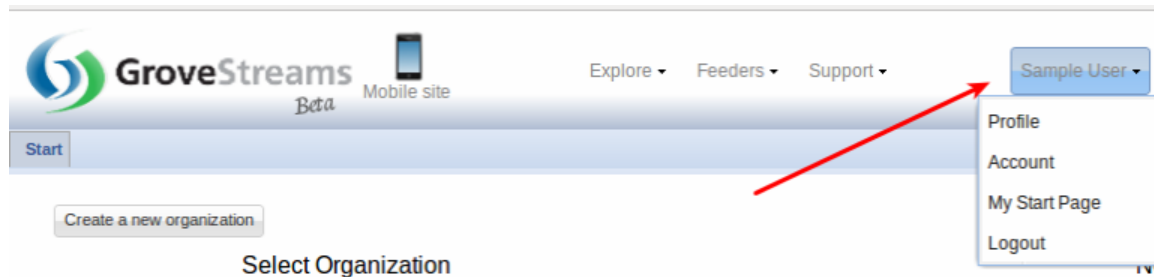 GroveStreams
Beta
Mobile site
Explore
Feeders
Support
Sample User
Profile
Account
My Start Page
Logout
Start
Create a new organization
Select Organization